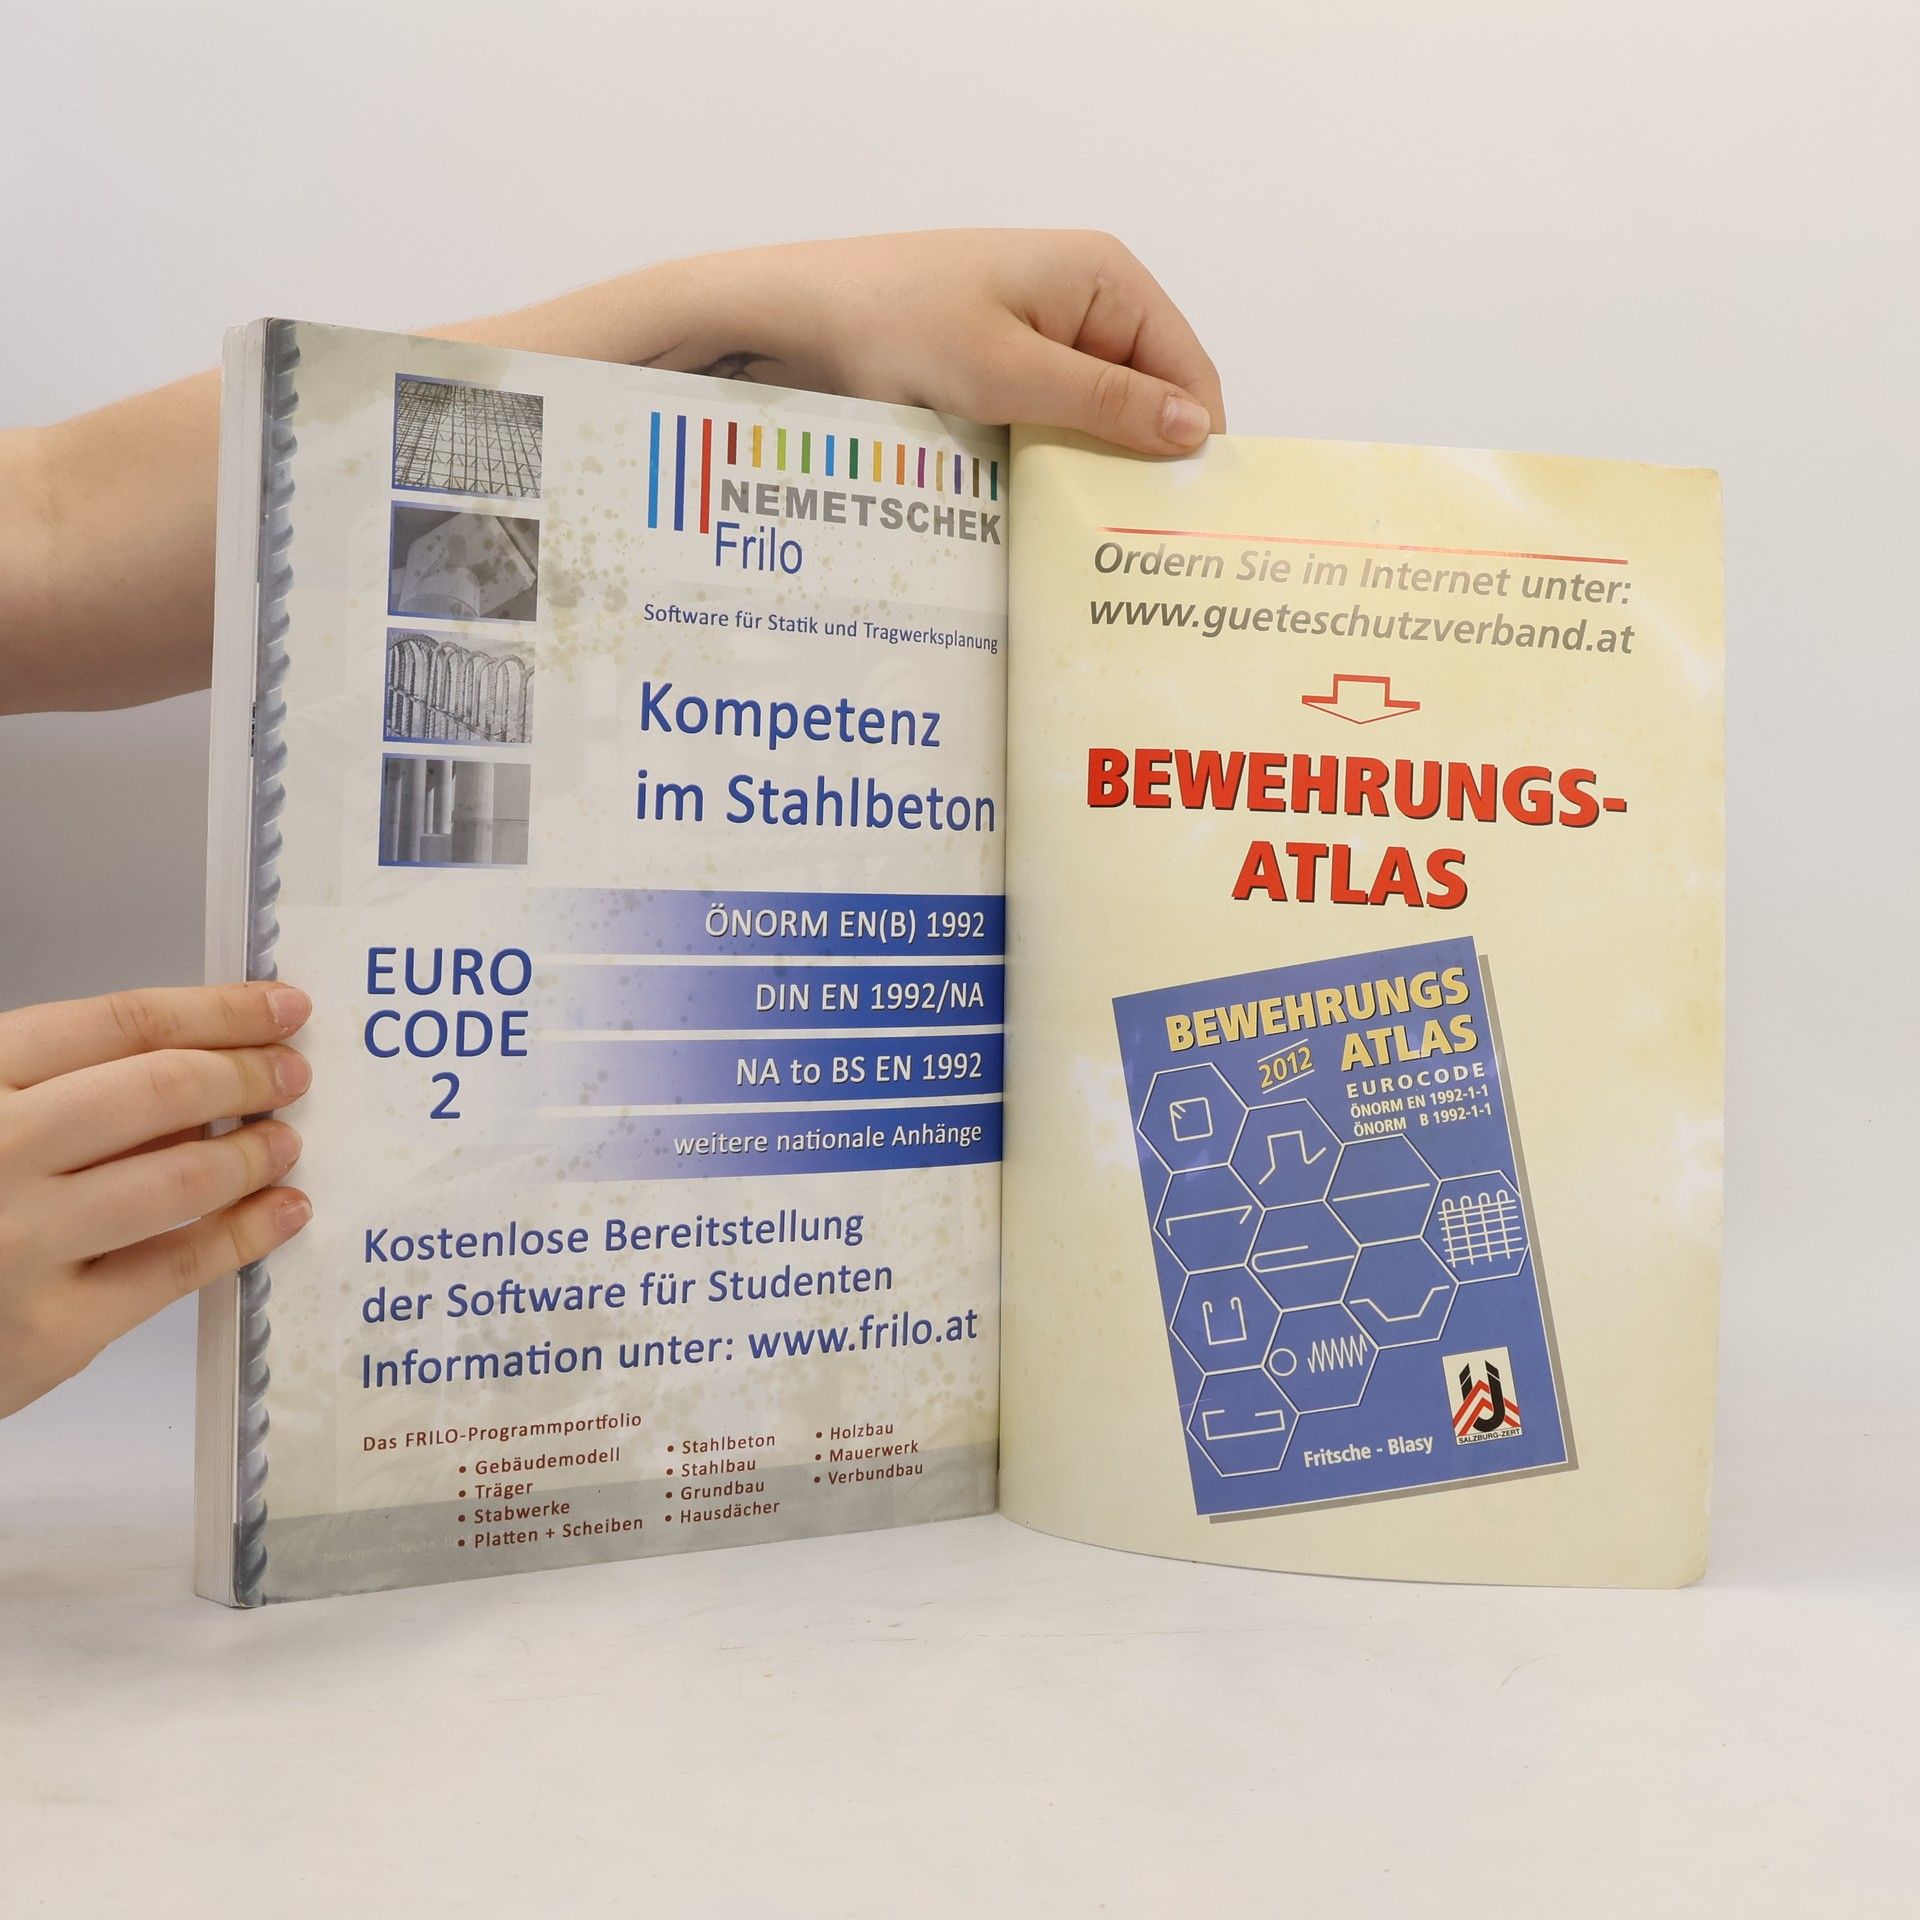 NEMETSCHEK
Frilo
Software für Statik und Tragwerksplanung
Kompetenz
im Stahlbeton
EURO
CODE
2
ÖNORM EN(B) 1992
DIN EN 1992/NA
NA to BS EN 1992
weitere nationale Anhänge
Kostenlose Bereitstellung
der Software für Studenten
Information unter: www.frilo.at
Das FRILO-Programmportfolio
• Gebäudemodell
• Träger
• Stabwerke
• Platten + Scheiben
• Stahlbeton
• Stahlbau
• Grundbau
• Hausdächer
• Holzbau
• Mauerwerk
• Verbundbau
Ordern Sie im Internet unter:
www.gueteschutzverband.at
BEWEHRUNGS-
ATLAS
BEWEHRUNGS
2012 ATLAS
EUROCODE
ÖNORM EN 1992-1-1
ÖNORM B 1992-1-1
SALZBURG-ZERT
Fritsche - Blasy